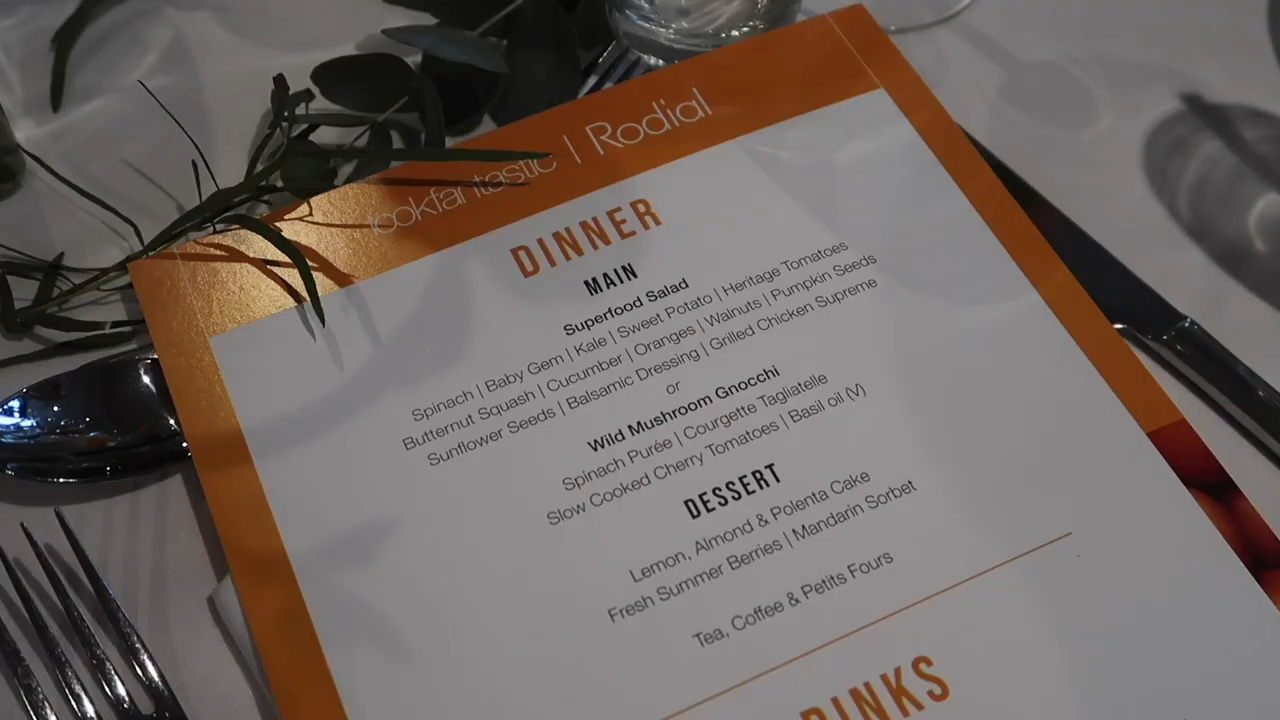 lookfantastic | Rodial
DINNER
MAIN
Superfood Salad
Spinach | Baby Gem | Kale | Sweet Potato | Heritage Tomatoes
Butternut Squash | Cucumber | Oranges | Walnuts | Pumpkin Seeds
Sunflower Seeds | Balsamic Dressing | Grilled Chicken Supreme
or
Wild Mushroom Gnocchi
Spinach Purée | Courgette Tagliatelle
Slow Cooked Cherry Tomatoes | Basil oil (V)
DESSERT
Lemon, Almond & Polenta Cake
Fresh Summer Berries | Mandarin Sorbet
Tea, Coffee & Petits Fours
DRINKS